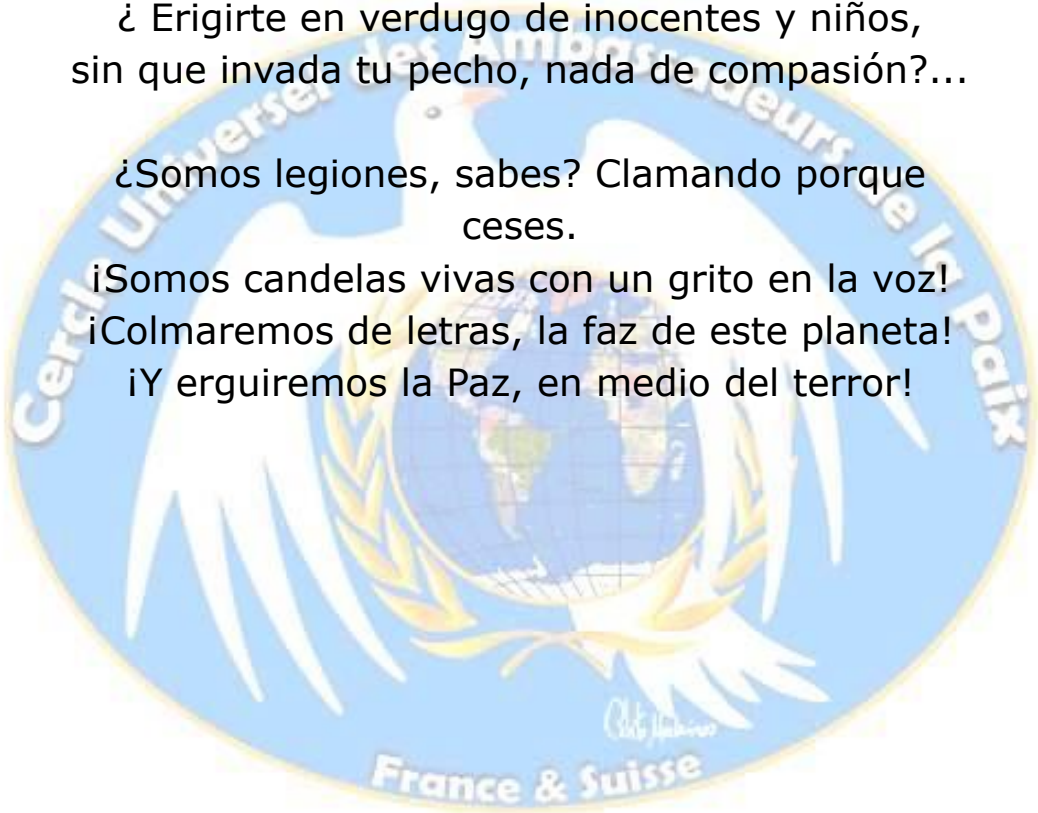 ¿ Erigirte en verdugo de inocentes y niños,
sin que invada tu pecho, nada de compasión?...
¿Somos legiones, sabes? Clamando porque
ceses.
¡Somos candelas vivas con un grito en la voz!
¡Colmaremos de letras, la faz de este planeta!
¡Y erguiremos la Paz, en medio del terror!
Cercle Universel des Ambassadeurs de la Paix
France & Suisse